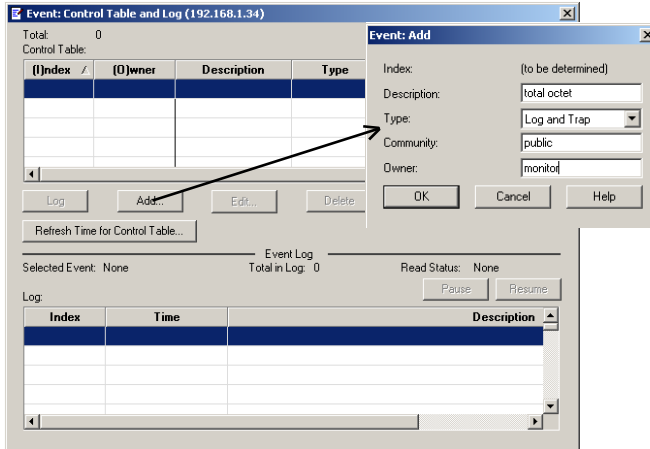 Event: Control Table and Log (192.168.1.34)
Total: 0
Control Table:
(I)ndex (O)wner Description Type
Log Add... Edit... Delete
Refresh Time for Control Table...
Event Log
Selected Event: None Total in Log: 0 Read Status: None
Pause Resume
Log:
Index Time Description
Event: Add
Index: (to be determined)
Description: total octet
Type: Log and Trap
Community: public
Owner: monitor
OK Cancel Help